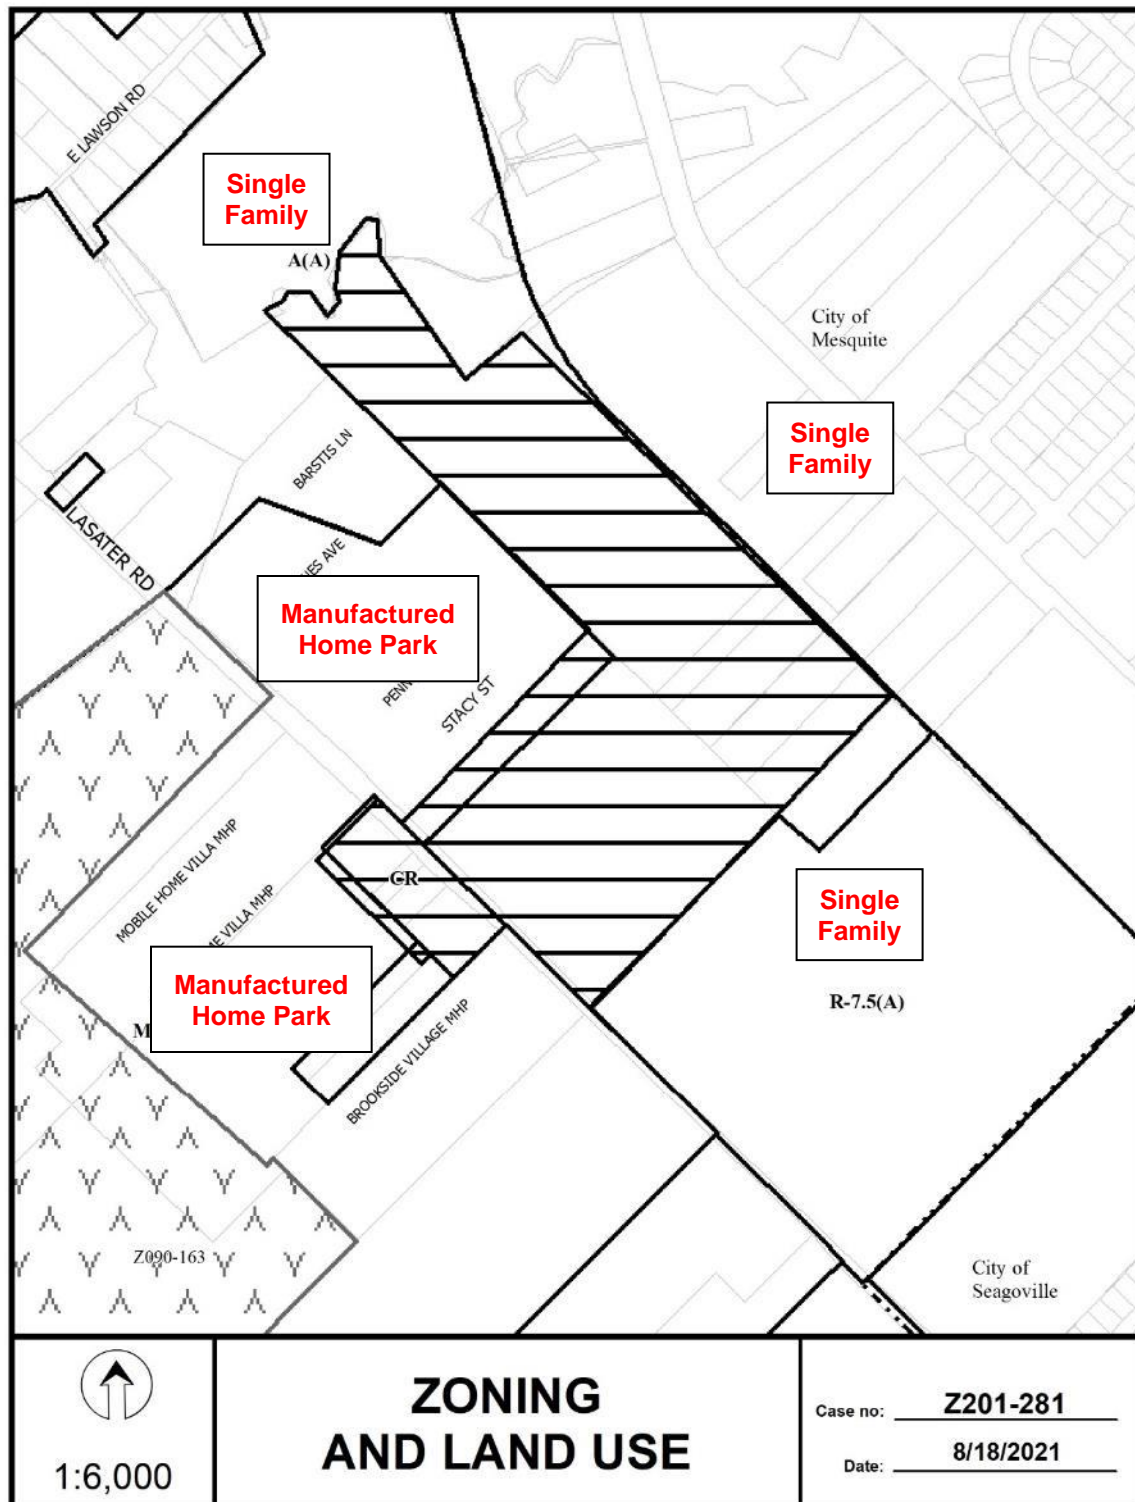 E LAWSON RD
Single
Family
A(A)
City of
Mesquite
Single
Family
BARSTIS LN
LASATER RD
Manufactured
Home Park
STACY ST
MOBILE HOME VILLA MHP
CR
VILLA MHP
Single
Family
Manufactured
Home Park
R-7.5(A)
BROOKSIDE VILLAGE MHP
Z090-163
City of
Seagoville
1:6,000
ZONING
AND LAND USE
Case no: Z201-281
Date: 8/18/2021